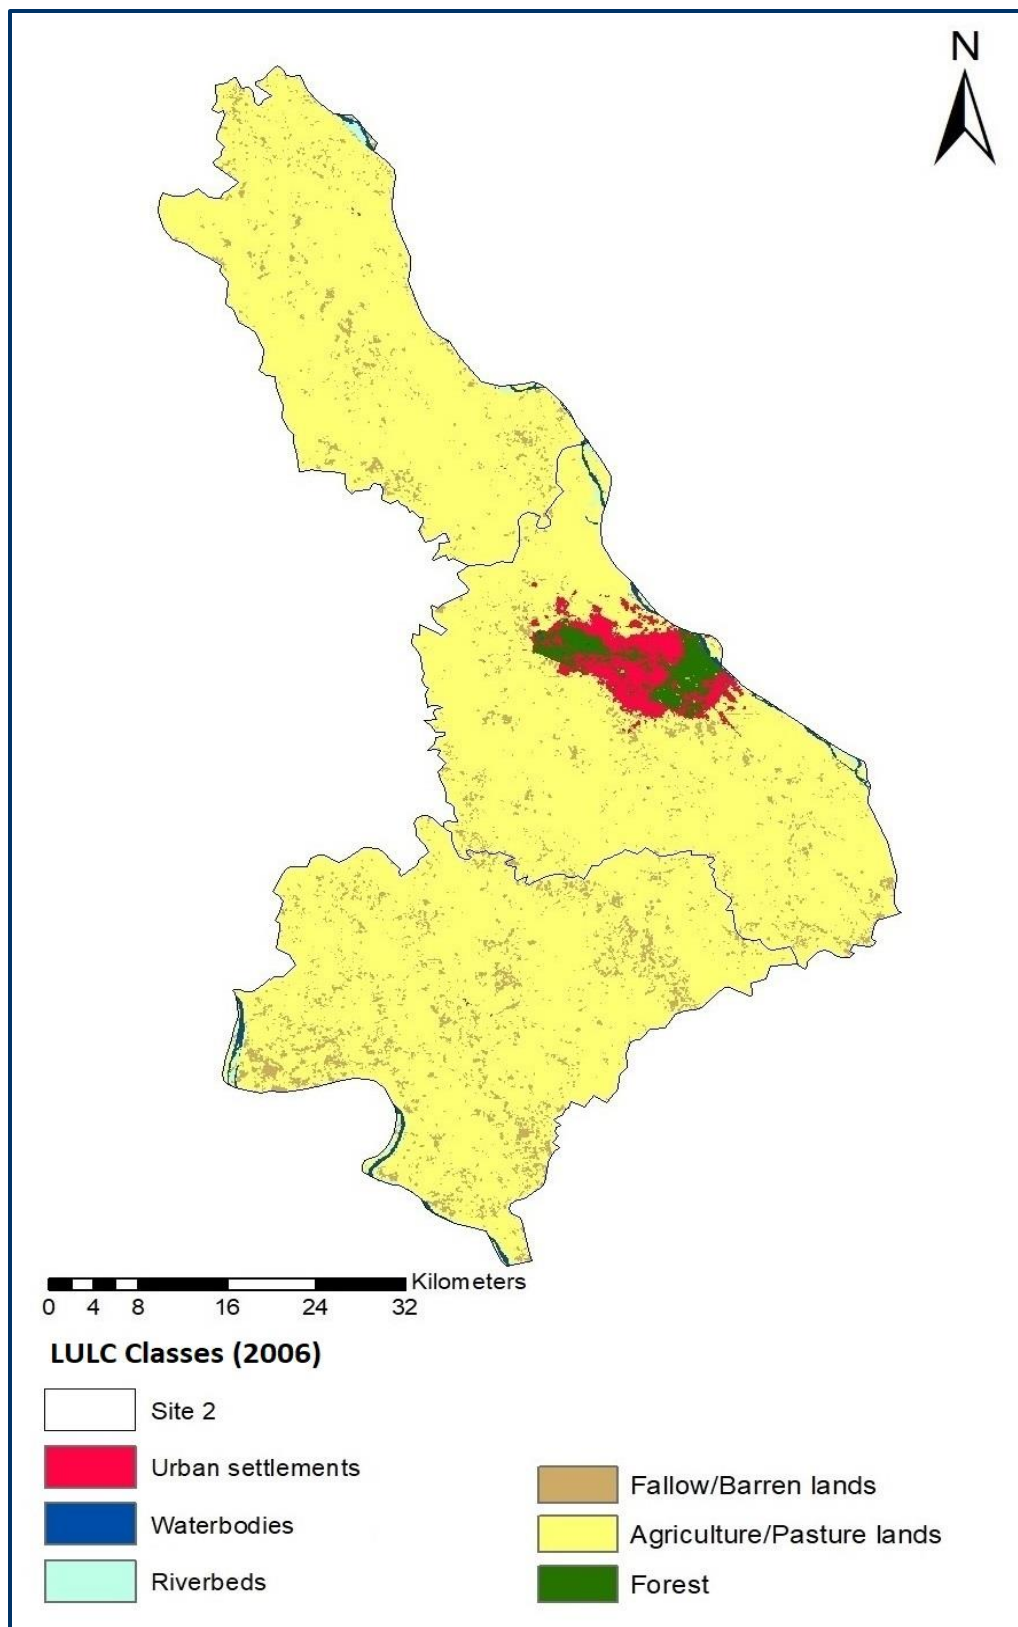 N
Kilometers
0 4 8 16 24 32
LULC Classes (2006)
Site 2
Urban settlements
Waterbodies
Riverbeds
Fallow/Barren lands
Agriculture/Pasture lands
Forest